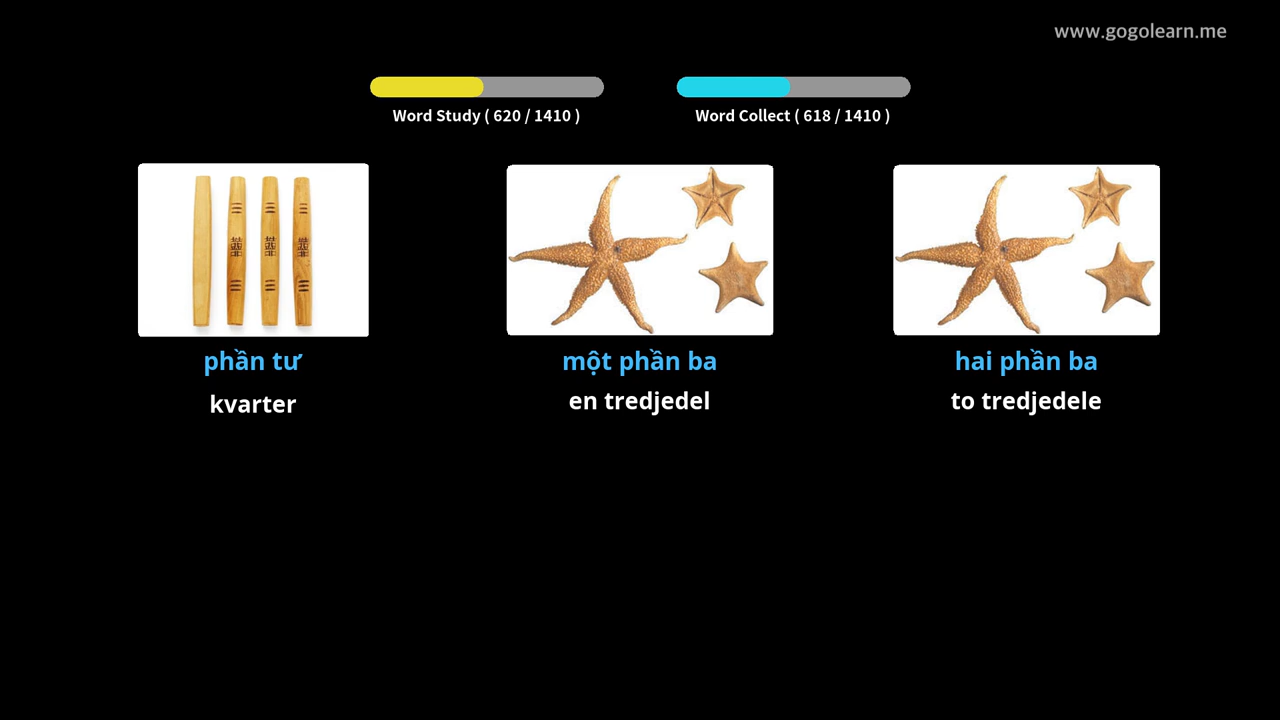 www.gogolearn.me
Word Study ( 620 / 1410 )
Word Collect ( 618 / 1410 )
phần tư
kvarter
một phần ba
en tredjedel
hai phần ba
to tredjedele